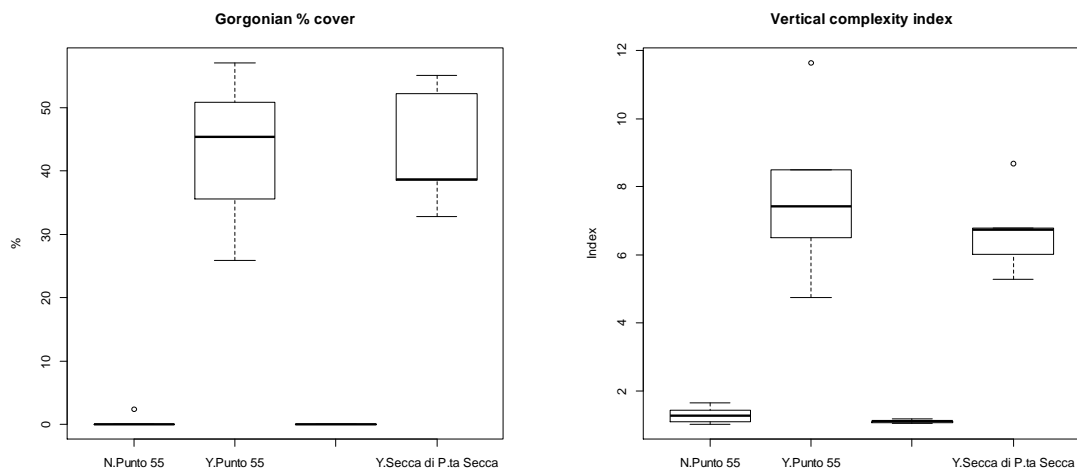 Gorgonian % cover
50
40
30
20
10
0
%
N.Punto 55
Y.Punto 55
Y.Secca di P.ta Secca
Vertical complexity index
12
10
8
6
4
2
Index
N.Punto 55
Y.Punto 55
Y.Secca di P.ta Secca